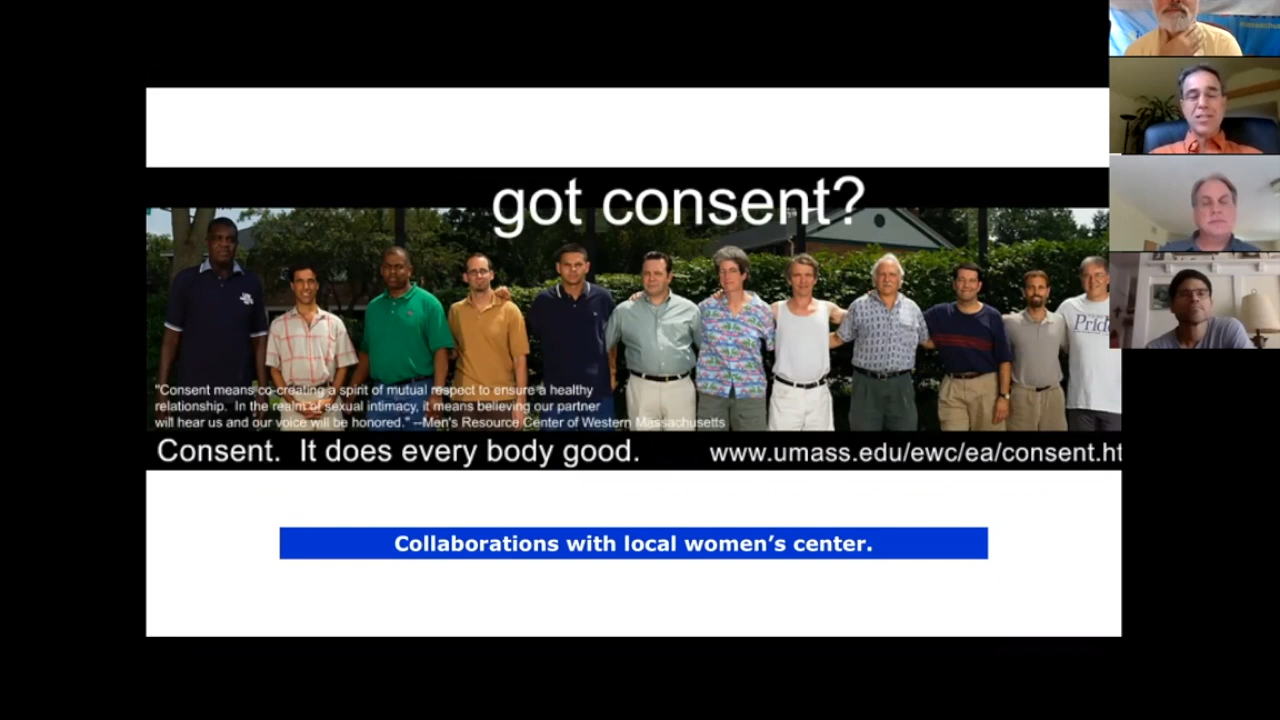 got consent?
Pride
"Consent means co-creating a spirit of mutual respect to ensure a healthy
relationship. In the realm of sexual intimacy, it means believing our partner
will hear us and our voice will be honored." --Men's Resource Center of Western Massachusetts
Consent. It does every body good.
www.umass.edu/ewc/ea/consent.ht
Collaborations with local women's center.